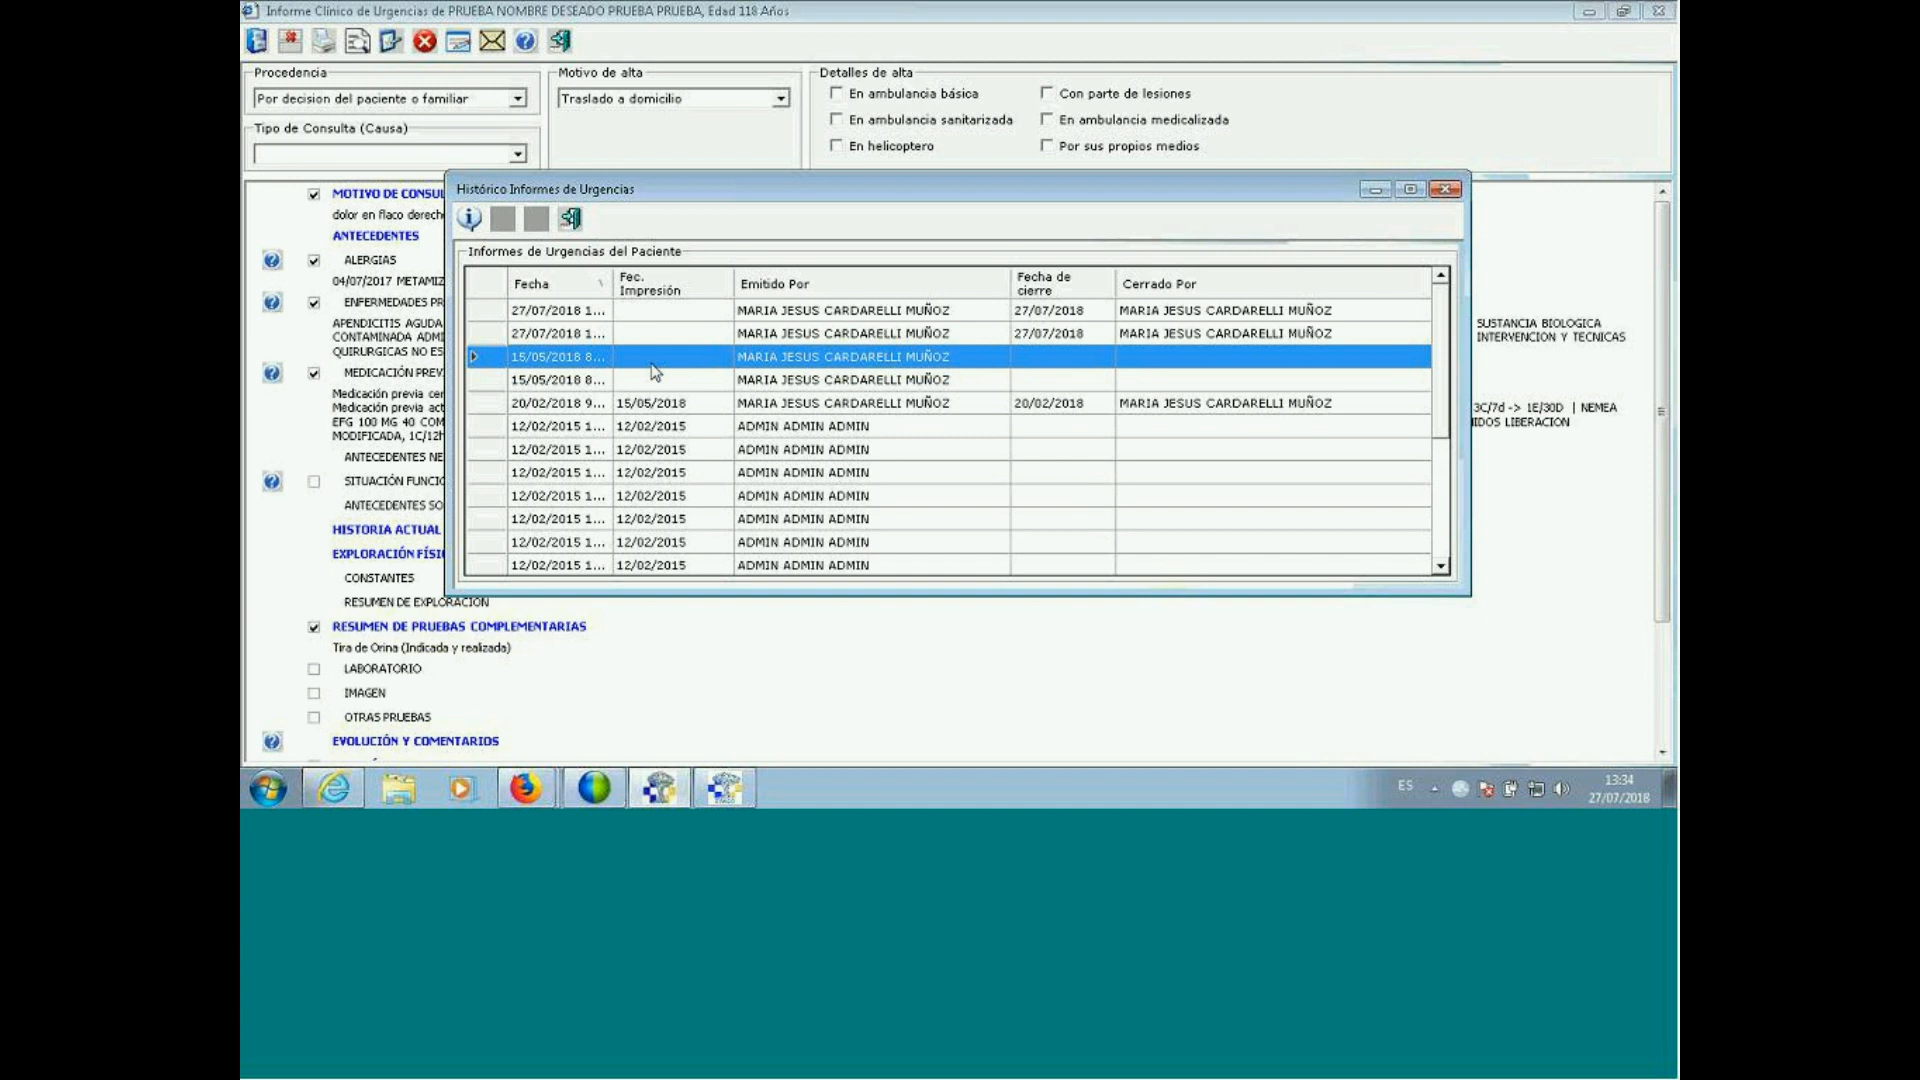 Informe Clínico de Urgencias de PRUEBA NOMBRE DESEADO PRUEBA PRUEBA, Edad 118 Años
Procedencia
Motivo de alta
Detalles de alta
Por decision del paciente o familiar
Traslado a domicilio
En ambulancia básica
Con parte de lesiones
Tipo de Consulta (Causa)
En ambulancia sanitarizada
En ambulancia medicalizada
En helicoptero
Por sus propios medios
MOTIVO DE CONSUL
dolor en flaco derech
ANTECEDENTES
ALERGIAS
04/07/2017 METAMIZ
ENFERMEDADES PR
APENDICITIS AGUDA
CONTAMINADA ADMI
QUIRURGICAS NO ES
SUSTANCIA BIOLOGICA
INTERVENCION Y TECNICAS
MEDICACIÓN PREV
Medicación previa cer
Medicación previa act
EFG 100 MG 40 COM
MODIFICADA, 1C/12h
3C/7d -> 1E/30D | NEMEA
IDOS LIBERACION
ANTECEDENTES NE
SITUACIÓN FUNCIO
ANTECEDENTES SO
HISTORIA ACTUAL
EXPLORACIÓN FÍSI
CONSTANTES
RESUMEN DE EXPLORACION
RESUMEN DE PRUEBAS COMPLEMENTARIAS
Tira de Orina (Indicada y realizada)
LABORATORIO
IMAGEN
OTRAS PRUEBAS
EVOLUCIÓN Y COMENTARIOS
Histórico Informes de Urgencias
Informes de Urgencias del Paciente
Fecha Fec. Impresión Emitido Por Fecha de cierre Cerrado Por
27/07/2018 1... MARIA JESUS CARDARELLI MUÑOZ 27/07/2018 MARIA JESUS CARDARELLI MUÑOZ
27/07/2018 1... MARIA JESUS CARDARELLI MUÑOZ 27/07/2018 MARIA JESUS CARDARELLI MUÑOZ
15/05/2018 8... MARIA JESUS CARDARELLI MUÑOZ
15/05/2018 8... MARIA JESUS CARDARELLI MUÑOZ
20/02/2018 9... 15/05/2018 MARIA JESUS CARDARELLI MUÑOZ 20/02/2018 MARIA JESUS CARDARELLI MUÑOZ
12/02/2015 1... 12/02/2015 ADMIN ADMIN ADMIN
12/02/2015 1... 12/02/2015 ADMIN ADMIN ADMIN
12/02/2015 1... 12/02/2015 ADMIN ADMIN ADMIN
12/02/2015 1... 12/02/2015 ADMIN ADMIN ADMIN
12/02/2015 1... 12/02/2015 ADMIN ADMIN ADMIN
12/02/2015 1... 12/02/2015 ADMIN ADMIN ADMIN
12/02/2015 1... 12/02/2015 ADMIN ADMIN ADMIN
ES
13:34
27/07/2018